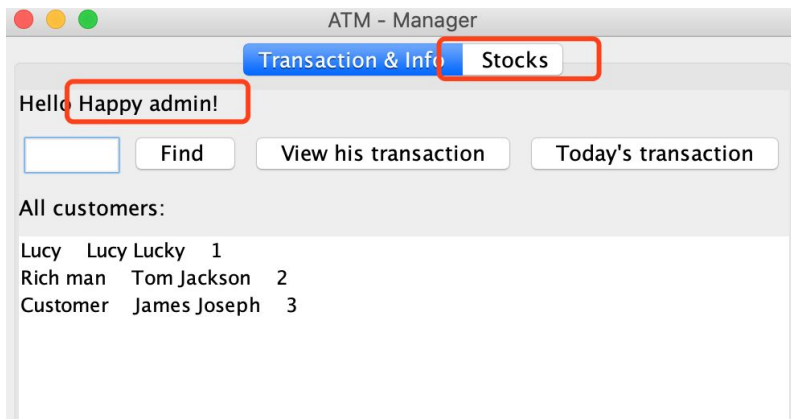 ATM - Manager
Transaction & Info Stocks
Hello Happy admin!
Find View his transaction Today's transaction
All customers:
Lucy Lucy Lucky 1
Rich man Tom Jackson 2
Customer James Joseph 3